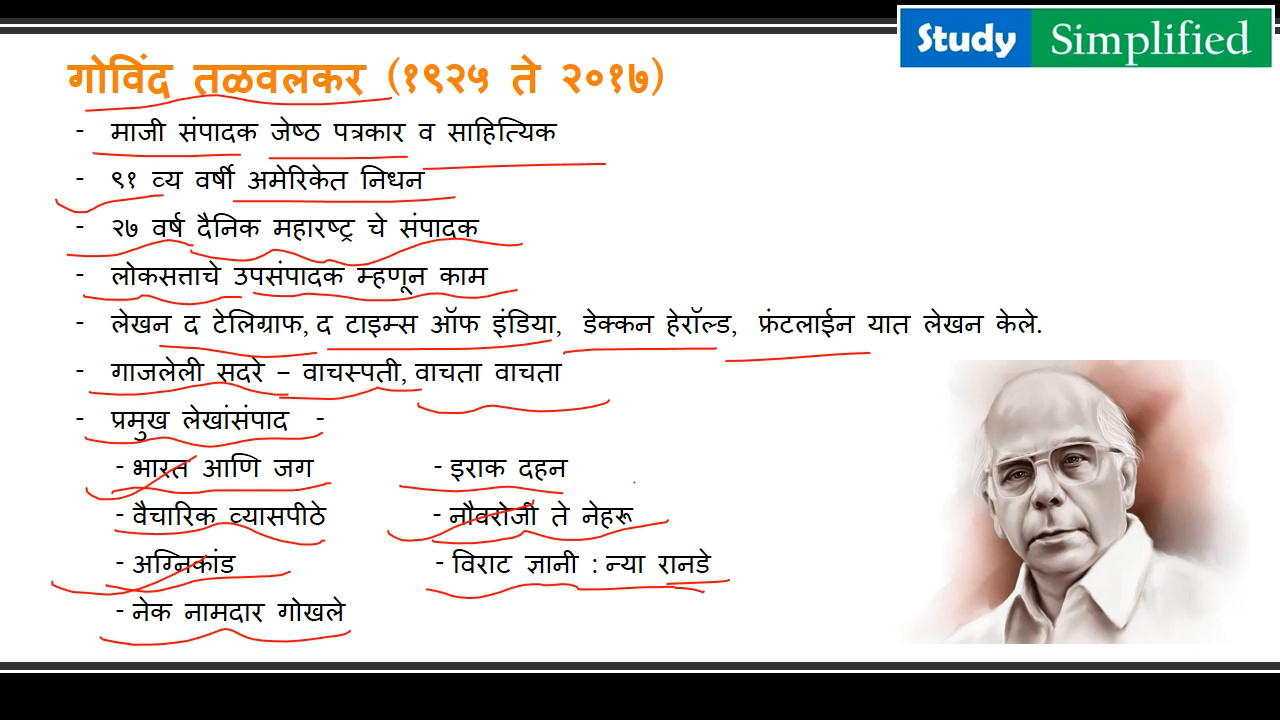 Study Simplified
गोविंद तळवलकर (१९२५ ते २०१७)
- माजी संपादक जेष्ठ पत्रकार व साहित्यिक
- ९१ व्य वर्षी अमेरिकेत निधन
- २७ वर्ष दैनिक महारष्ट्र चे संपादक
- लोकसत्ताचे उपसंपादक म्हणून काम
- लेखन द टेलिग्राफ, द टाइम्स ऑफ इंडिया, डेक्कन हेरॉल्ड, फ्रंटलाईन यात लेखन केले.
- गाजलेली सदरे – वाचस्पती, वाचता वाचता
- प्रमुख लेखांसंपाद -
- भारत आणि जग - इराक दहन
- वैचारिक व्यासपीठे - नौवरोजी ते नेहरू
- अग्निकांड - विराट ज्ञानी : न्या रानडे
- नेक नामदार गोखले